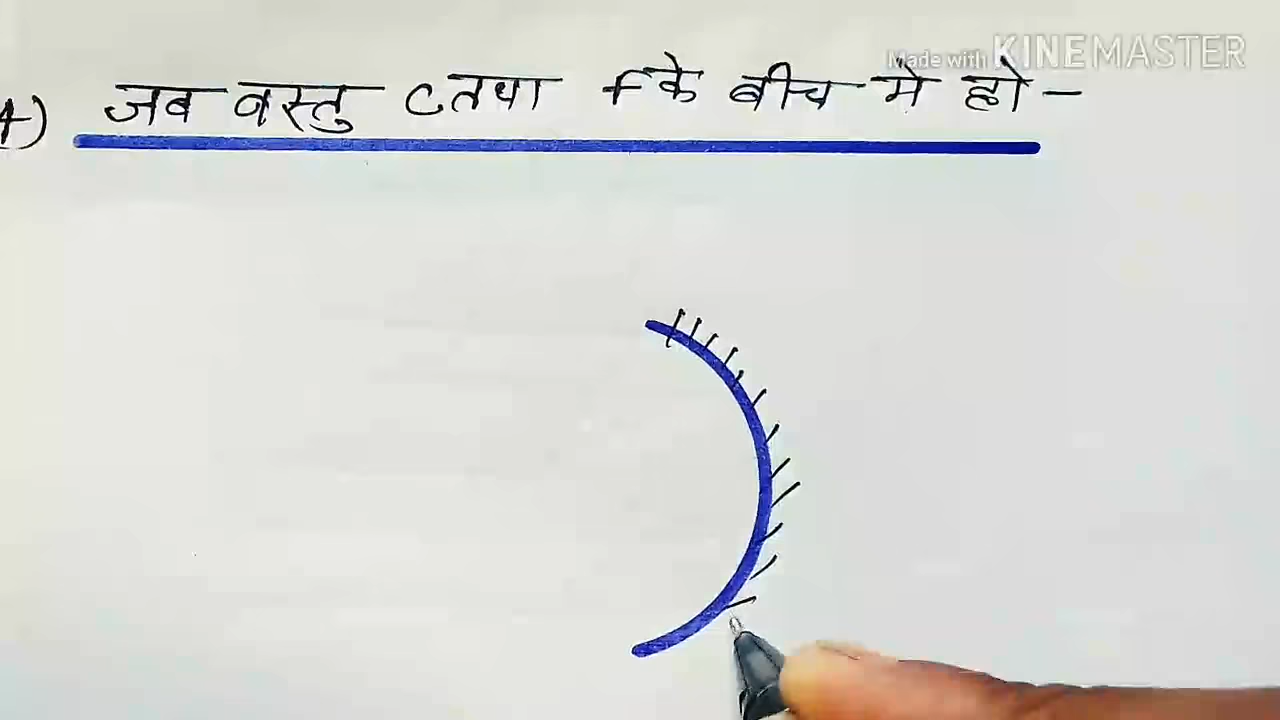 Made with KINEMASTER
4) जब वस्तु C तथा F के बीच मे हो -